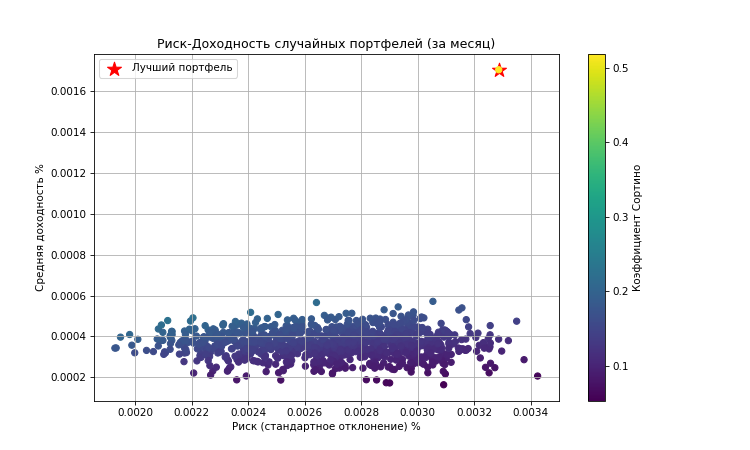 Риск-Доходность случайных портфелей (за месяц)
Лучший портфель
Средняя доходность %
0.0016
0.0014
0.0012
0.0010
0.0008
0.0006
0.0004
0.0002
0.0020 0.0022 0.0024 0.0026 0.0028 0.0030 0.0032 0.0034
Риск (стандартное отклонение) %
0.5
0.4
0.3
0.2
0.1
Коэффициент Сортино